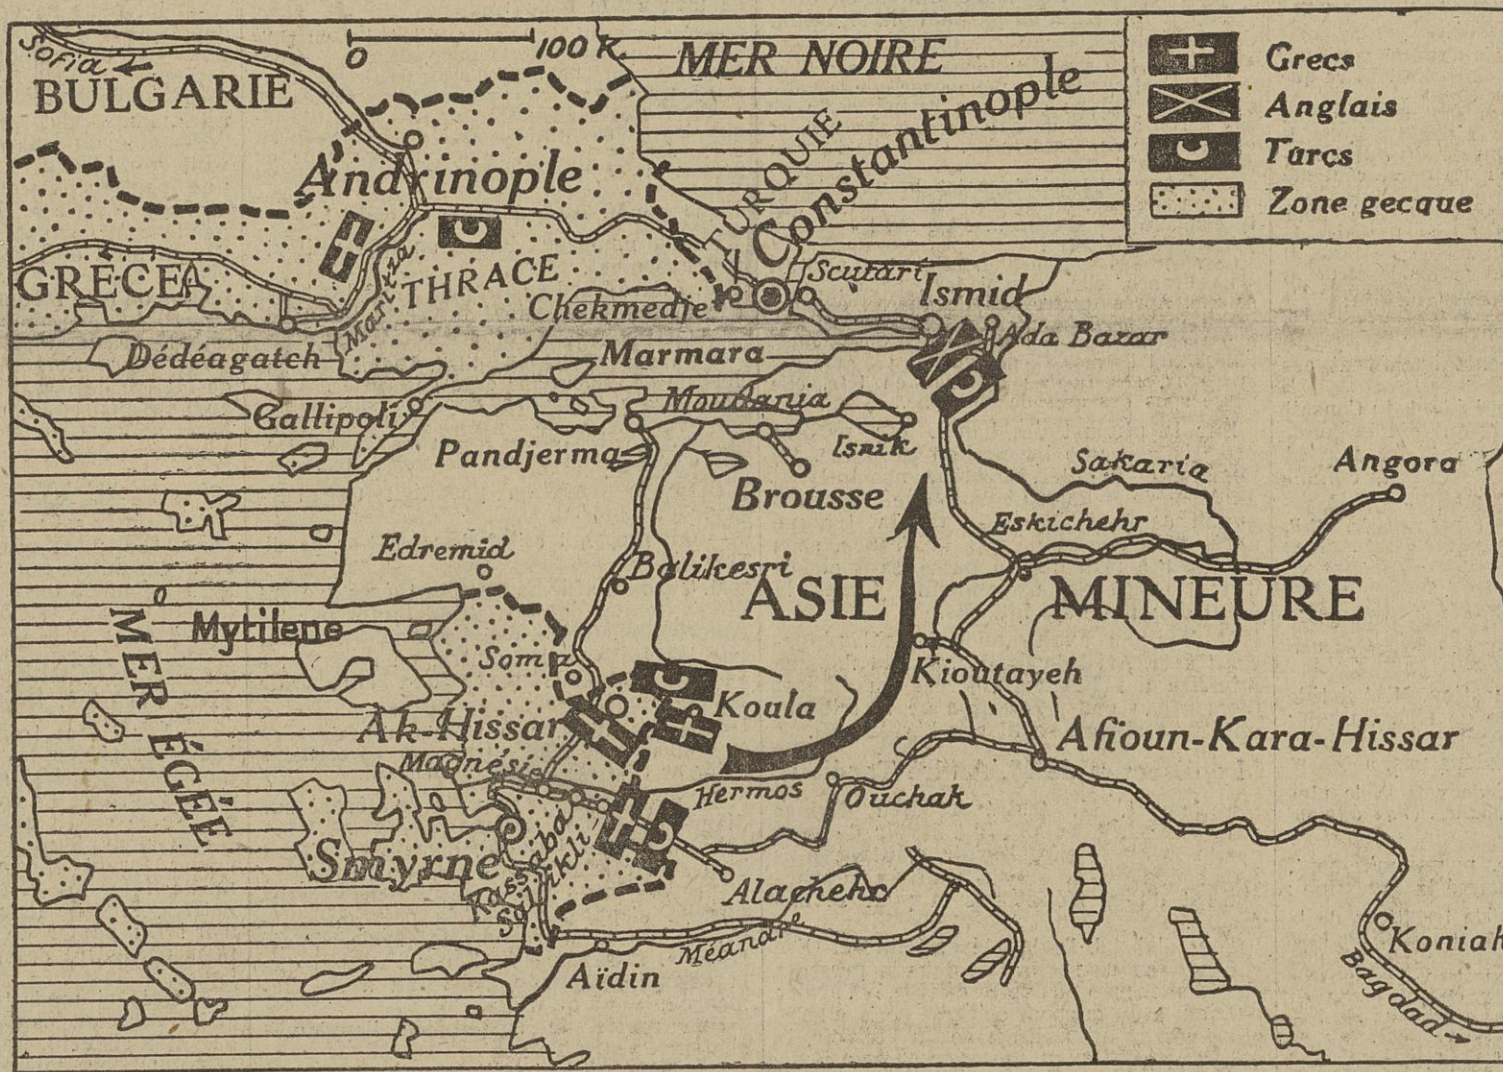 Sofia
BULGARIE
0
100 K.
MER NOIRE
Grecs
Anglais
Turcs
Zone gecque
Andrinople
TURQUIE
Constantinople
GRÈCE
Maritza
THRACE
Chekmedje
Scutari
Ismid
Ada Bazar
Dédéagatch
Marmara
Gallipoli
Moudania
Pandjerma
Isnik
Brousse
Sakaria
Angora
Eskichehr
Edremid
Balikesri
ASIE MINEURE
MER ÉGÉE
Mytilene
Soma
Kioutayeh
Koula
Ak-Hissar
Afioun-Kara-Hissar
Magnésie
Hermos
Ouchak
Smyrne
Kassaba
Salikli
Alachehr
Méandre
Aïdin
Koniah
Bagdad